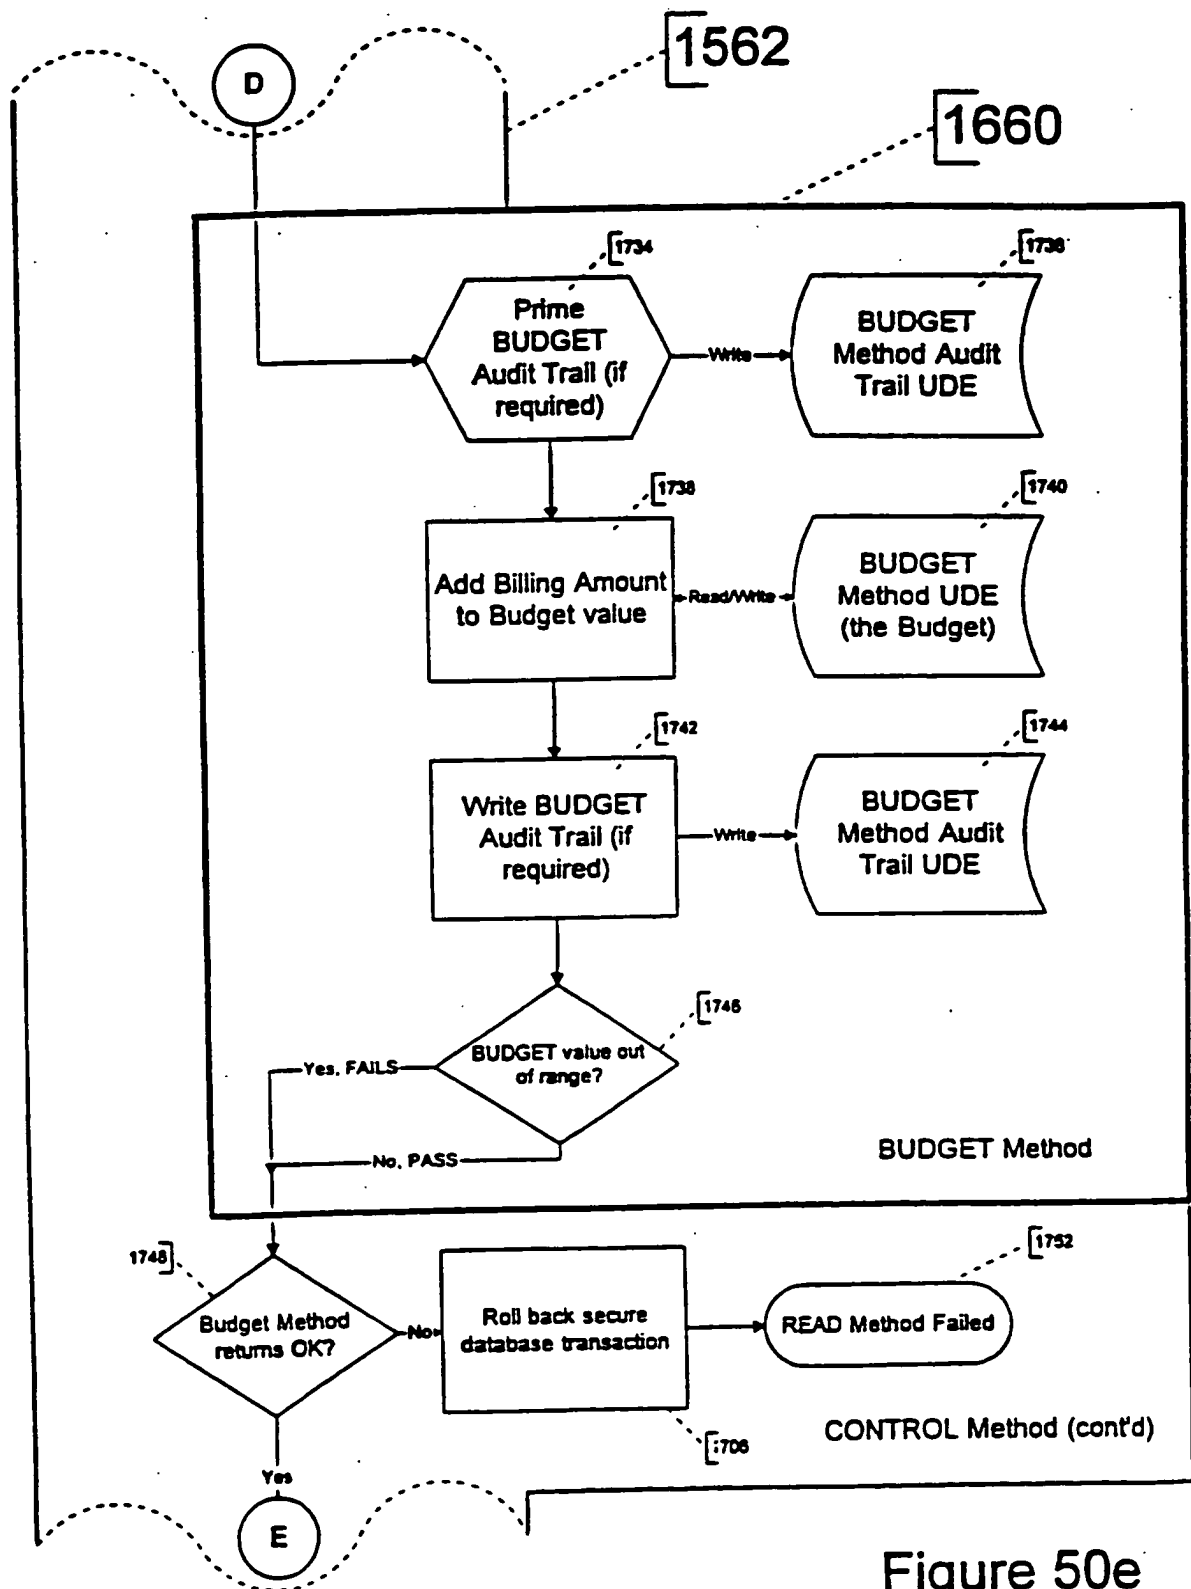 1562
D
1660
1734
1736
Prime
BUDGET
Audit Trail (if
required)
Write
BUDGET
Method Audit
Trail UDE
1738
1740
Add Billing Amount
to Budget value
Read/Write
BUDGET
Method UDE
(the Budget)
1742
1744
Write BUDGET
Audit Trail (if
required)
Write
BUDGET
Method Audit
Trail UDE
1746
BUDGET value out
of range?
Yes, FAILS
No, PASS
BUDGET Method
1748
1752
Budget Method
returns OK?
No
Roll back secure
database transaction
READ Method Failed
CONTROL Method (cont'd)
Yes
E
Figure 50e